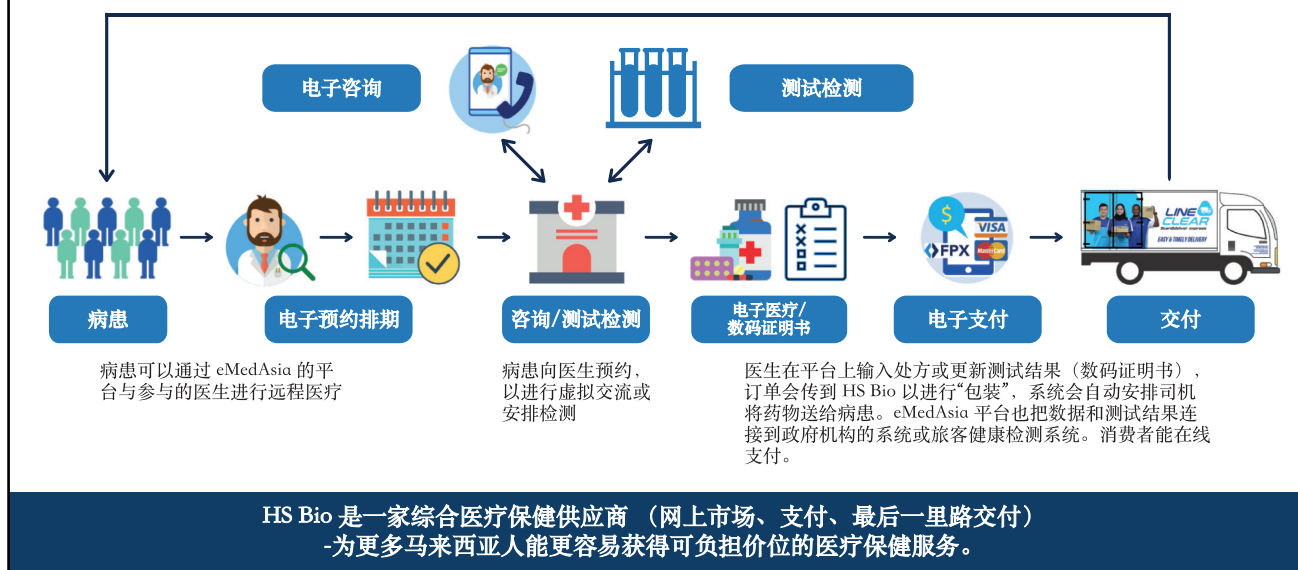 电子咨询
测试检测
$
VISA
FPX
MasterCard
LINE
CLEAR
EASY & TIMELY DELIVERY
病患
电子预约排期
咨询/测试检测
电子医疗/
数码证明书
电子支付
交付
病患可以通过 eMedAsia 的平
台与参与的医生进行远程医疗
病患向医生预约，
以进行虚拟交流或
安排检测
医生在平台上输入处方或更新测试结果（数码证明书），
订单会传到 HS Bio 以进行“包装”，系统会自动安排司机
将药物送给病患。eMedAsia 平台也把数据和测试结果连
接到政府机构的系统或旅客健康检测系统。消费者能在线
支付。
HS Bio 是一家综合医疗保健供应商 （网上市场、支付、最后一里路交付）
-为更多马来西亚人能更容易获得可负担价位的医疗保健服务。